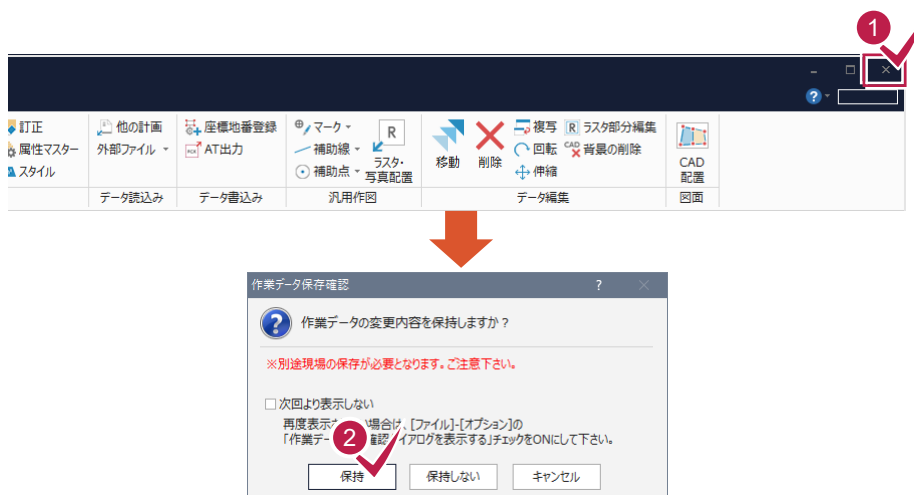 1
訂正
属性マスター
スタイル
他の計画
外部ファイル
データ読込み
座標地番登録
AT出力
データ書込み
マーク
補助線
補助点
R
ラスタ・
写真配置
汎用作図
移動
削除
複写
回転
伸縮
R ラスタ部分編集
CAD 背景の削除
データ編集
CAD
配置
図面
作業データ保存確認
?
作業データの変更内容を保持しますか?
※別途現場の保存が必要となります。ご注意下さい。
次回より表示しない
再度表示 場合は、[ファイル]-[オプション]の
「作業デー 確認 イアログを表示する」チェックをONにして下さい。
2
保持
保持しない
キャンセル